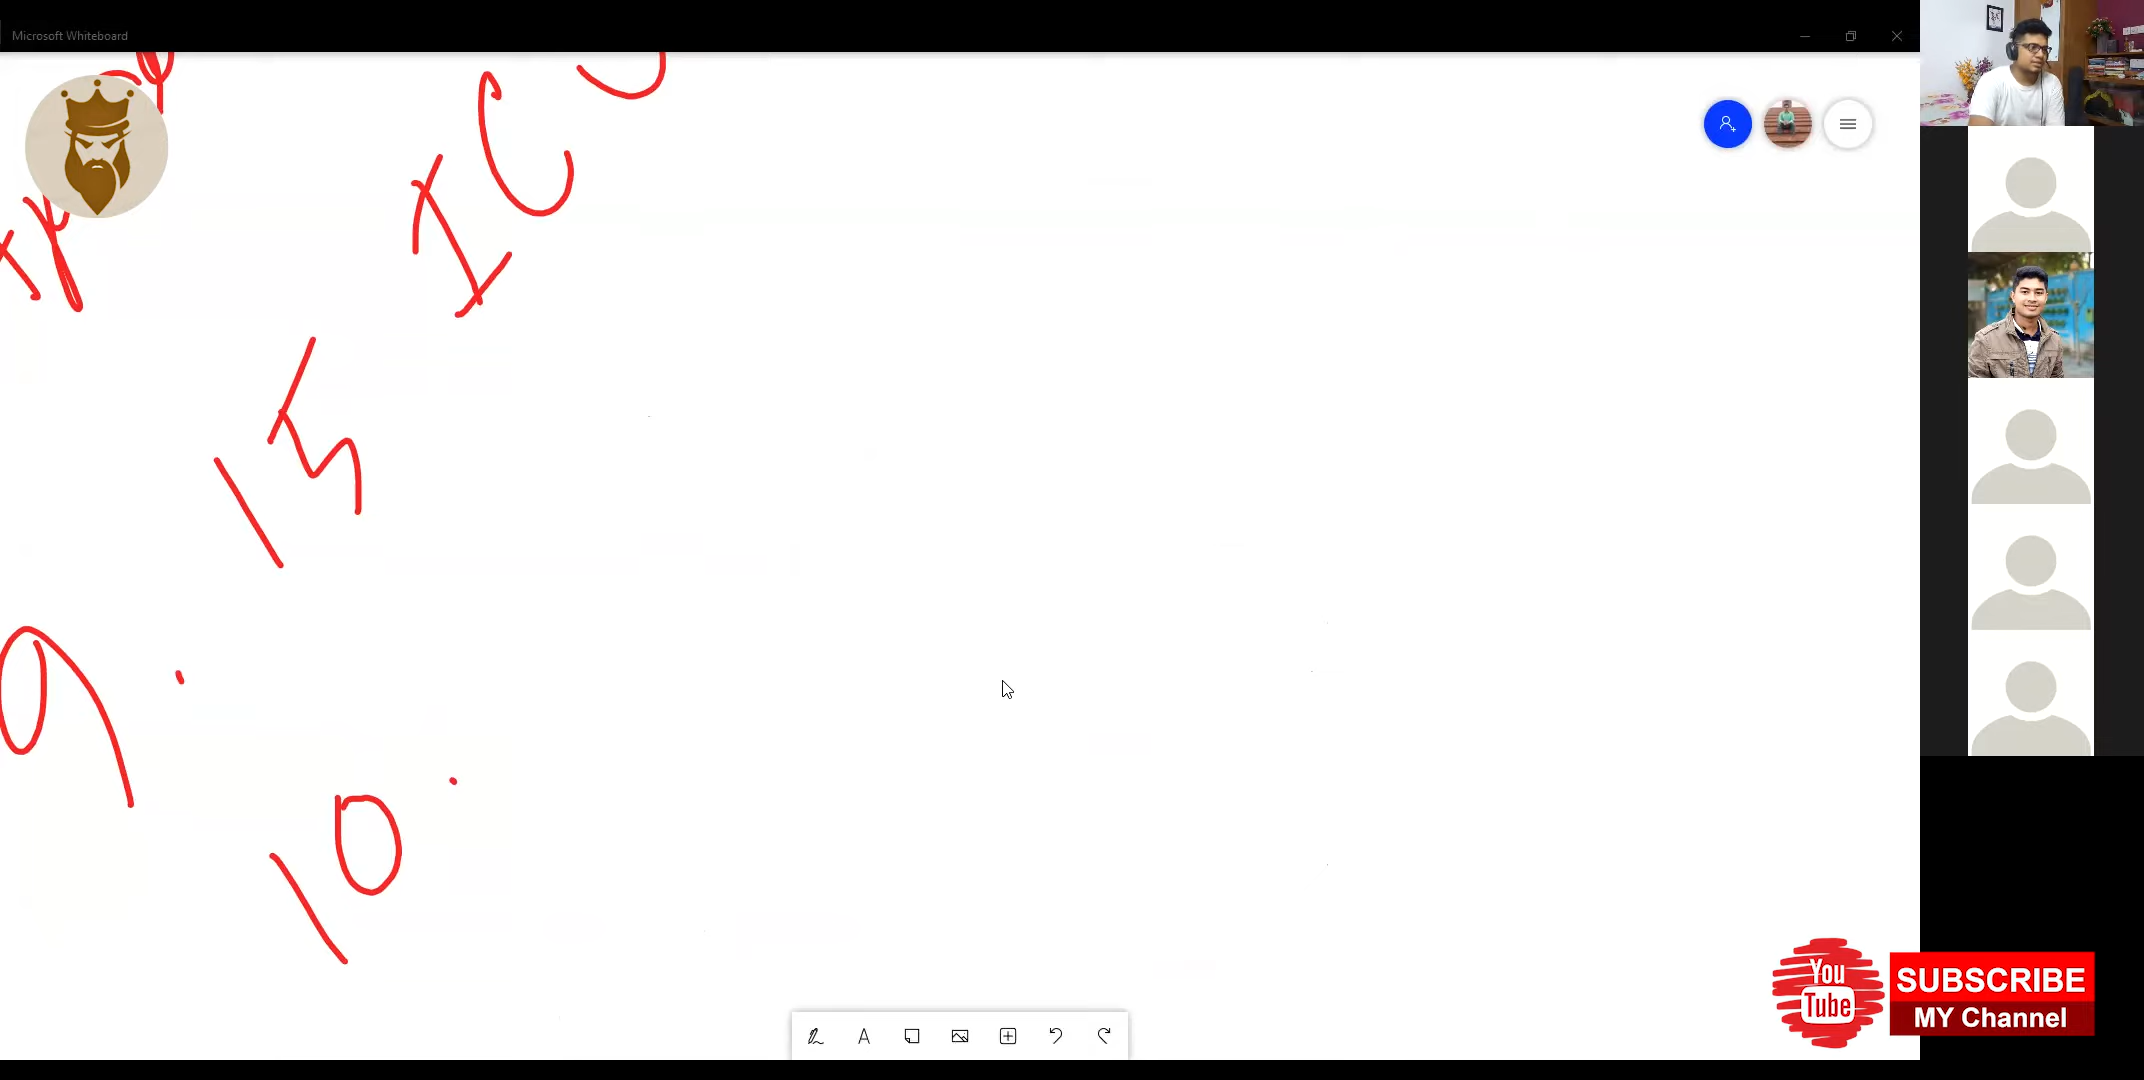 Microsoft Whiteboard
15 IC
9.
10.
You
Tube
SUBSCRIBE
MY Channel